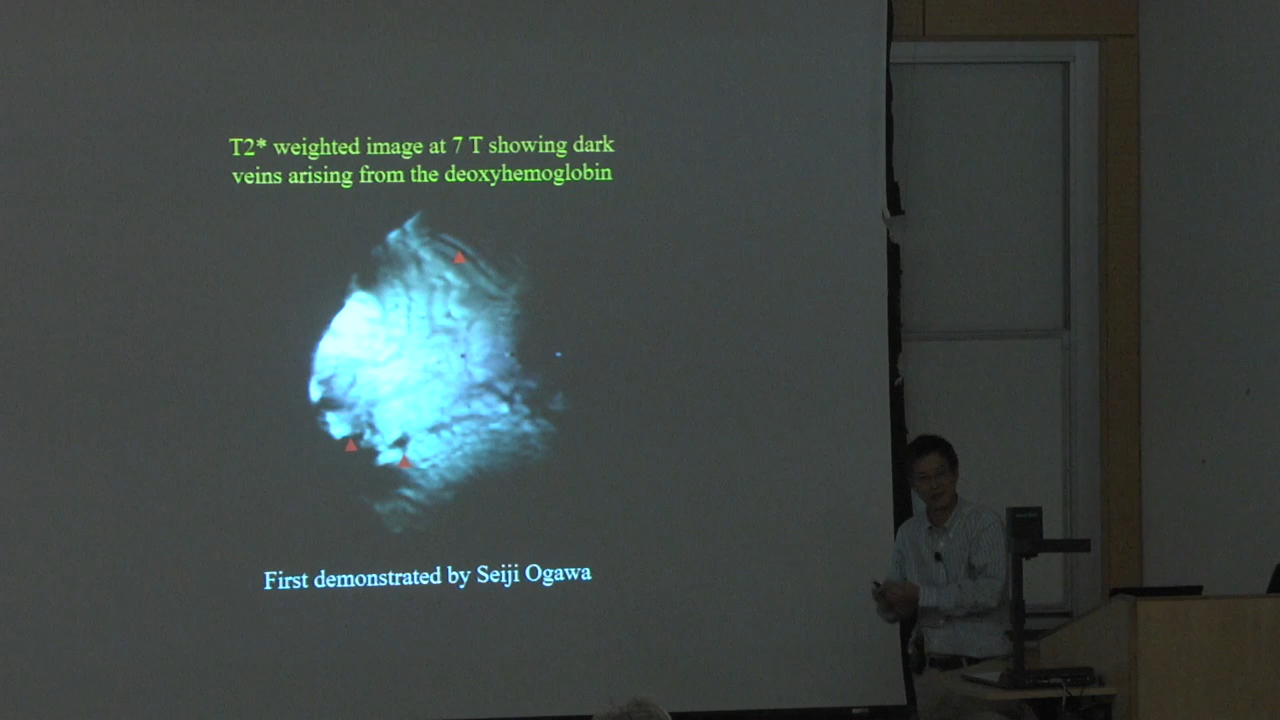 T2* weighted image at 7 T showing dark
veins arising from the deoxyhemoglobin
First demonstrated by Seiji Ogawa